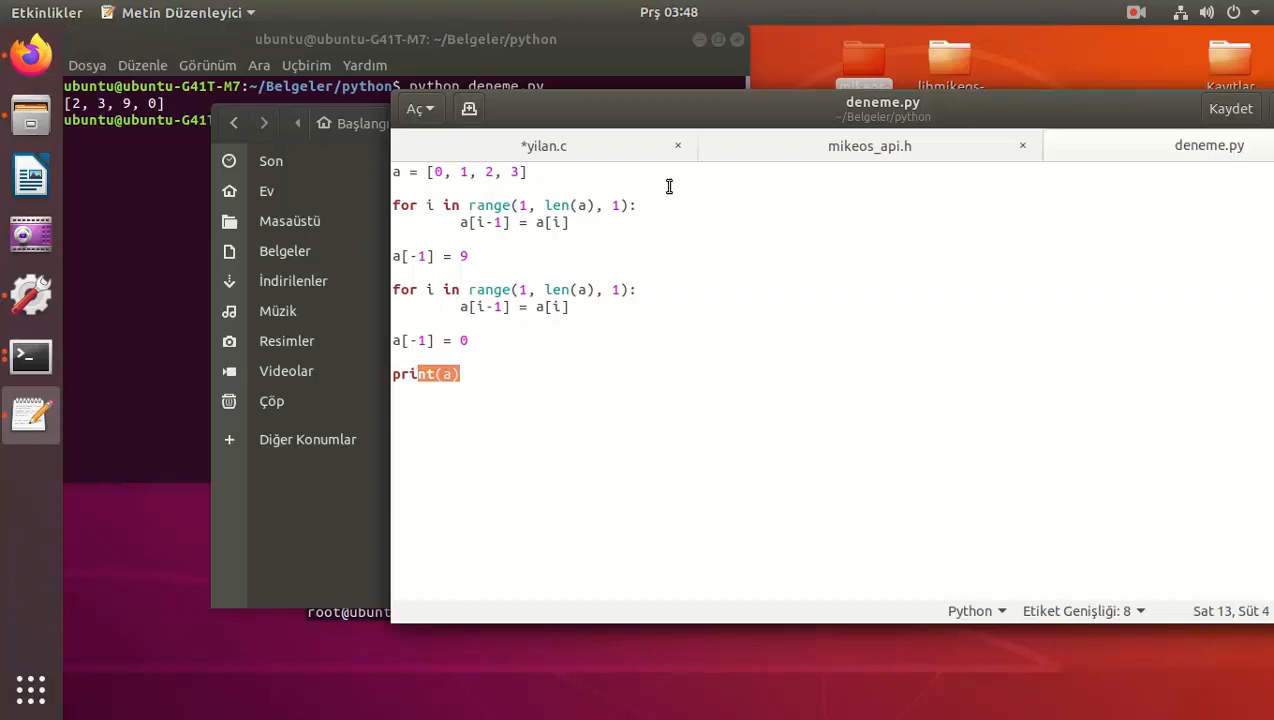 Etkinlikler
Metin Düzenleyici
Prş 03:48
ubuntu@ubuntu-G41T-M7: ~/Belgeler/python
Dosya Düzenle Görünüm Ara Uçbirim Yardım
ubuntu@ubuntu-G41T-M7:~/Belgeler/python$ python deneme.py
[2, 3, 9, 0]
ubuntu@ubuntu-G41T
libmikeos-
Kayıtlar
Başlangı
Son
Ev
Masaüstü
Belgeler
İndirilenler
Müzik
Resimler
Videolar
Çöp
+ Diğer Konumlar
root@ubunt
Aç
deneme.py
~/Belgeler/python
Kaydet
*yilan.c ×
mikeos_api.h ×
deneme.py
a = [0, 1, 2, 3]
for i in range(1, len(a), 1):
a[i-1] = a[i]
a[-1] = 9
for i in range(1, len(a), 1):
a[i-1] = a[i]
a[-1] = 0
print(a)
Python
Etiket Genişliği: 8
Sat 13, Süt 4